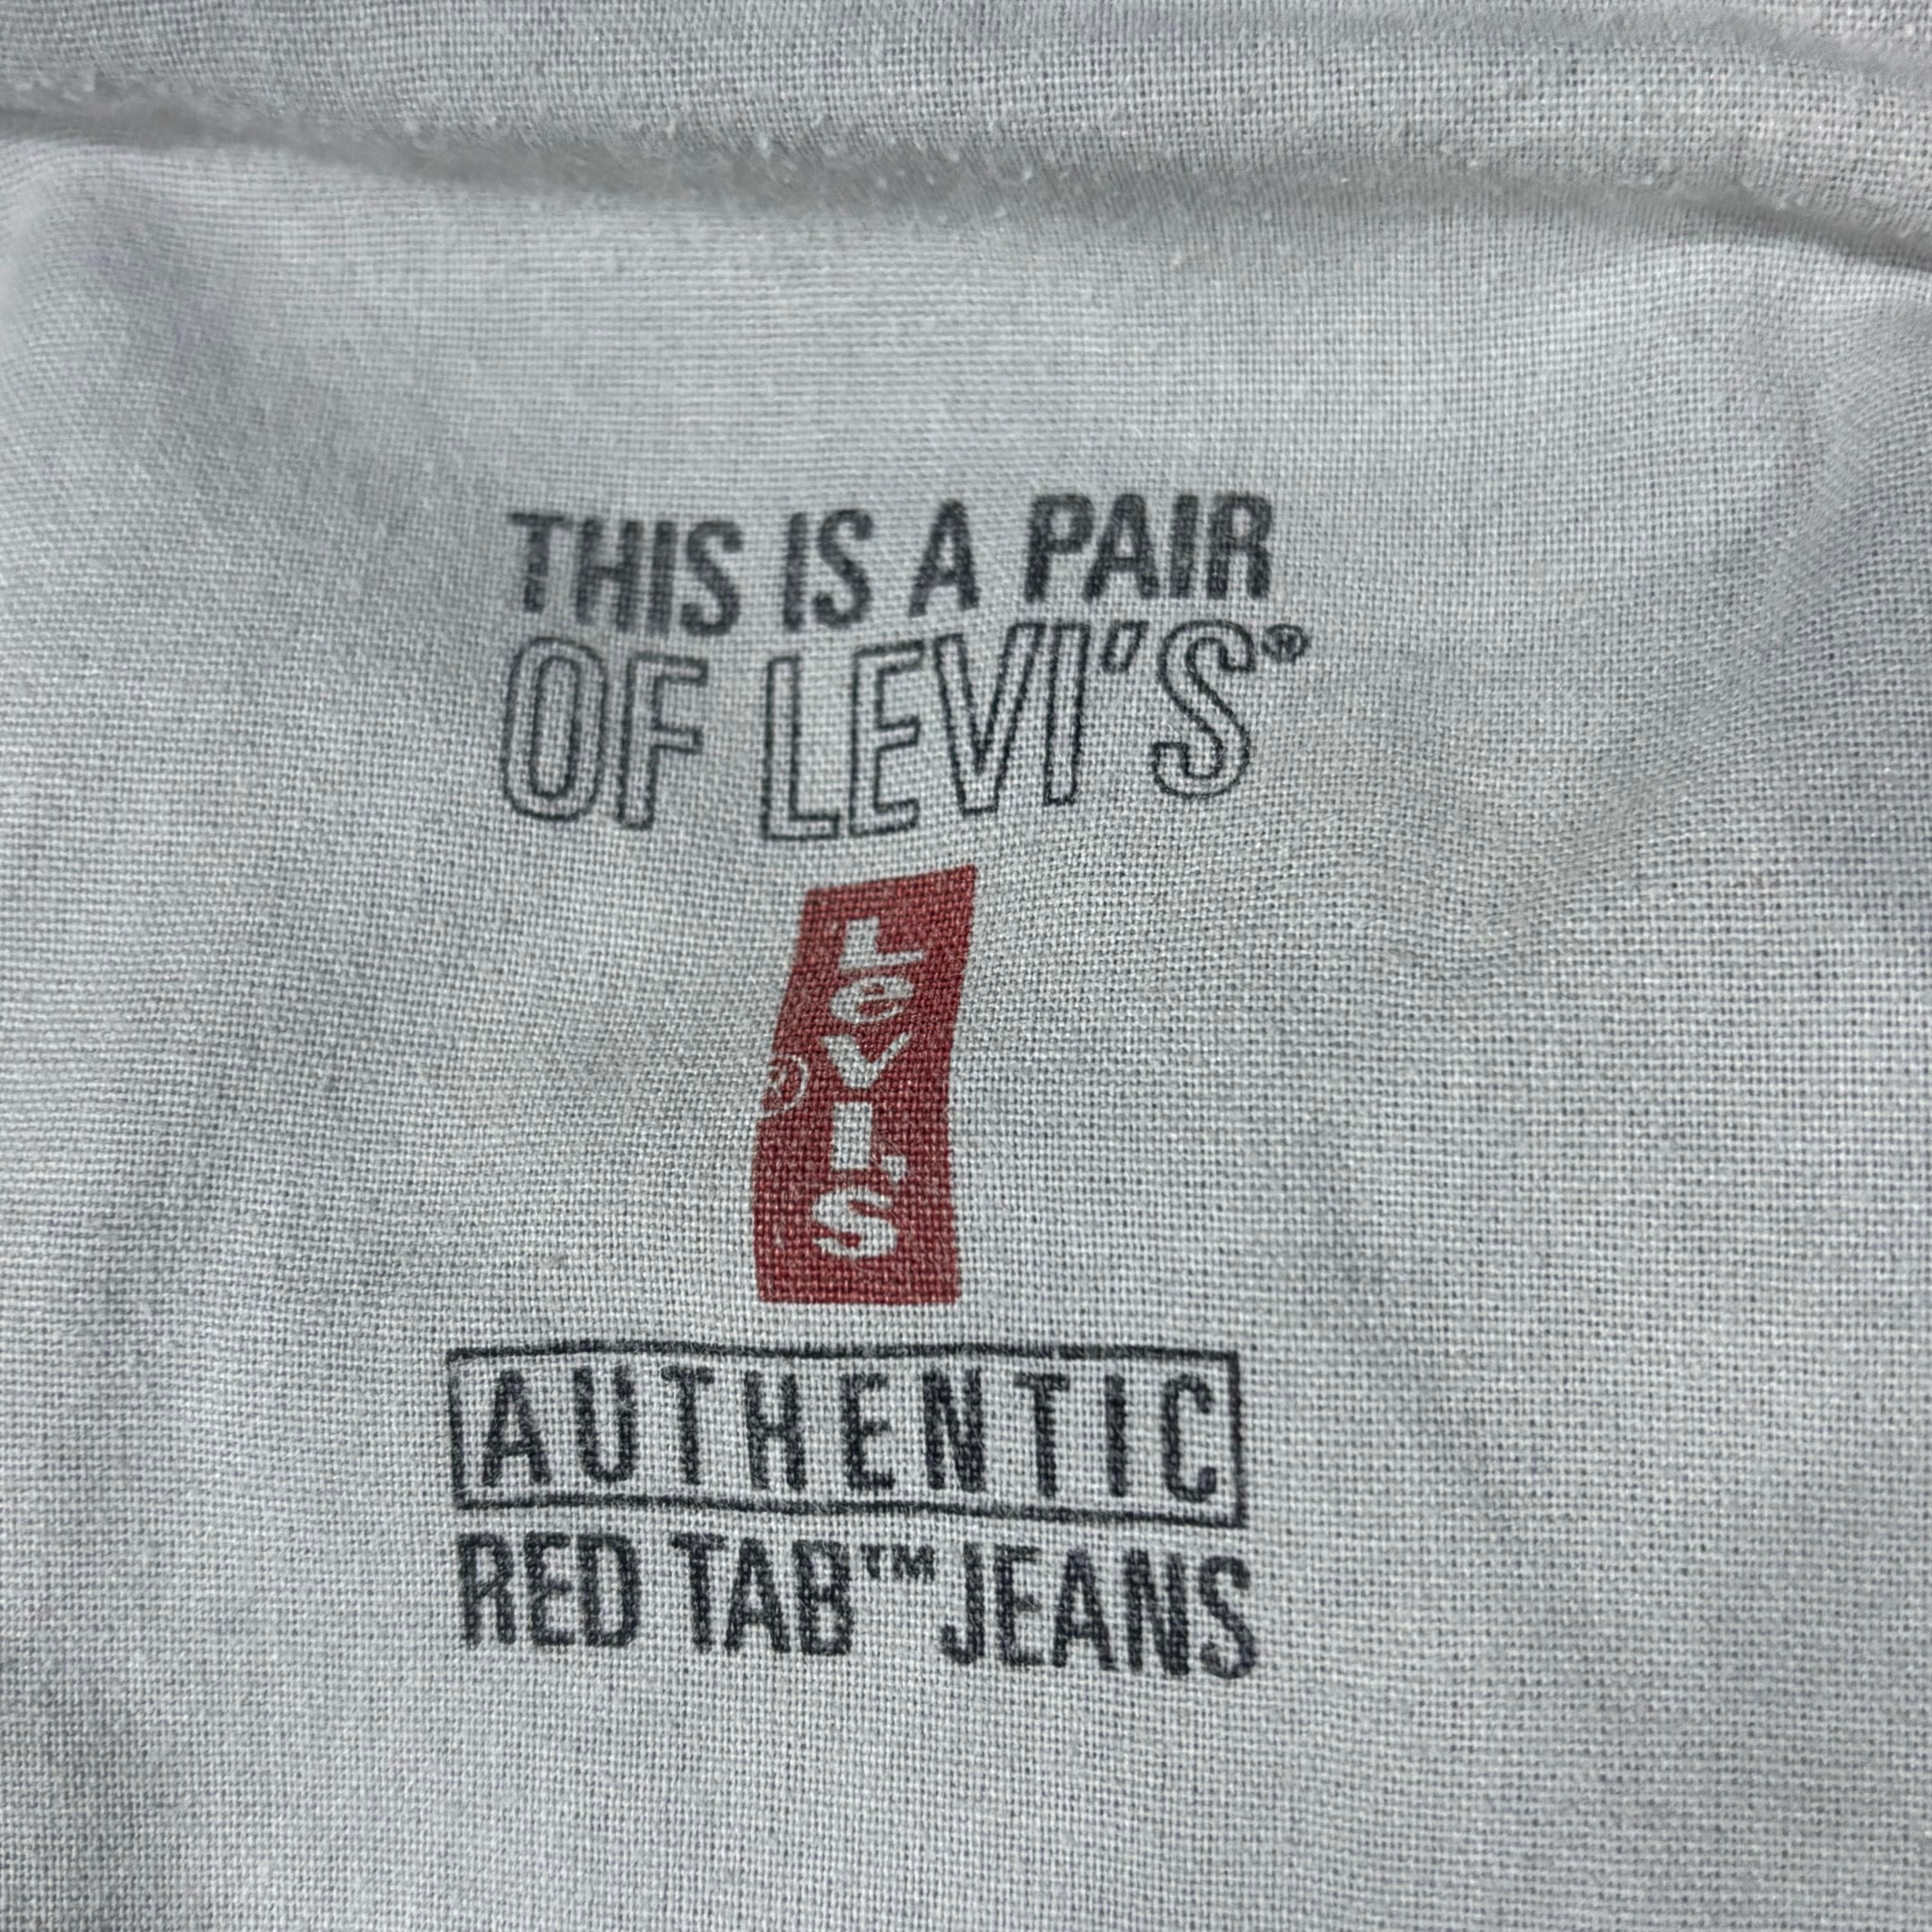 THIS IS A PAIR
OF LEVI'S®
LeVI'S
®
AUTHENTIC
RED TAB™ JEANS